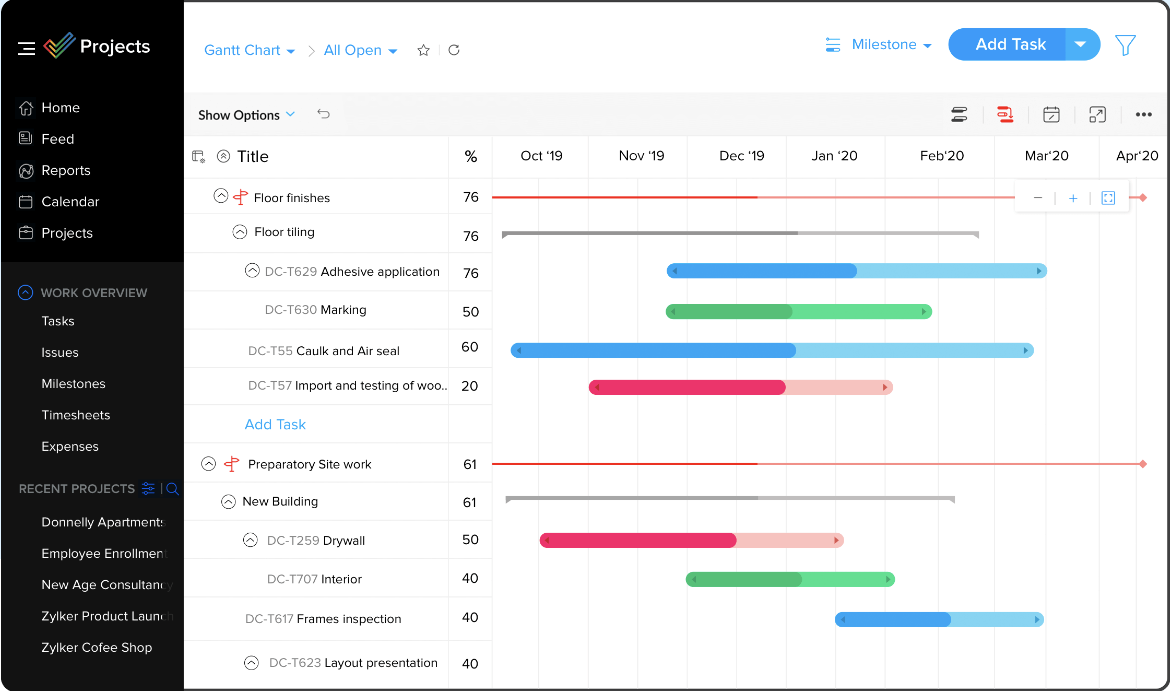 Projects
Home
Feed
Reports
Calendar
Projects
WORK OVERVIEW
Tasks
Issues
Milestones
Timesheets
Expenses
RECENT PROJECTS
Donnelly Apartments
Employee Enrollment
New Age Consultancy
Zylker Product Launch
Zylker Cofee Shop
Gantt Chart All Open Milestone Add Task
Show Options
Title % Oct ‘19 Nov ‘19 Dec ‘19 Jan ‘20 Feb‘20 Mar‘20 Apr‘20
Floor finishes 76
Floor tiling 76
DC-T629 Adhesive application 76
DC-T630 Marking 50
DC-T55 Caulk and Air seal 60
DC-T57 Import and testing of woo.. 20
Add Task
Preparatory Site work 61
New Building 61
DC-T259 Drywall 50
DC-T707 Interior 40
DC-T617 Frames inspection 40
DC-T623 Layout presentation 40